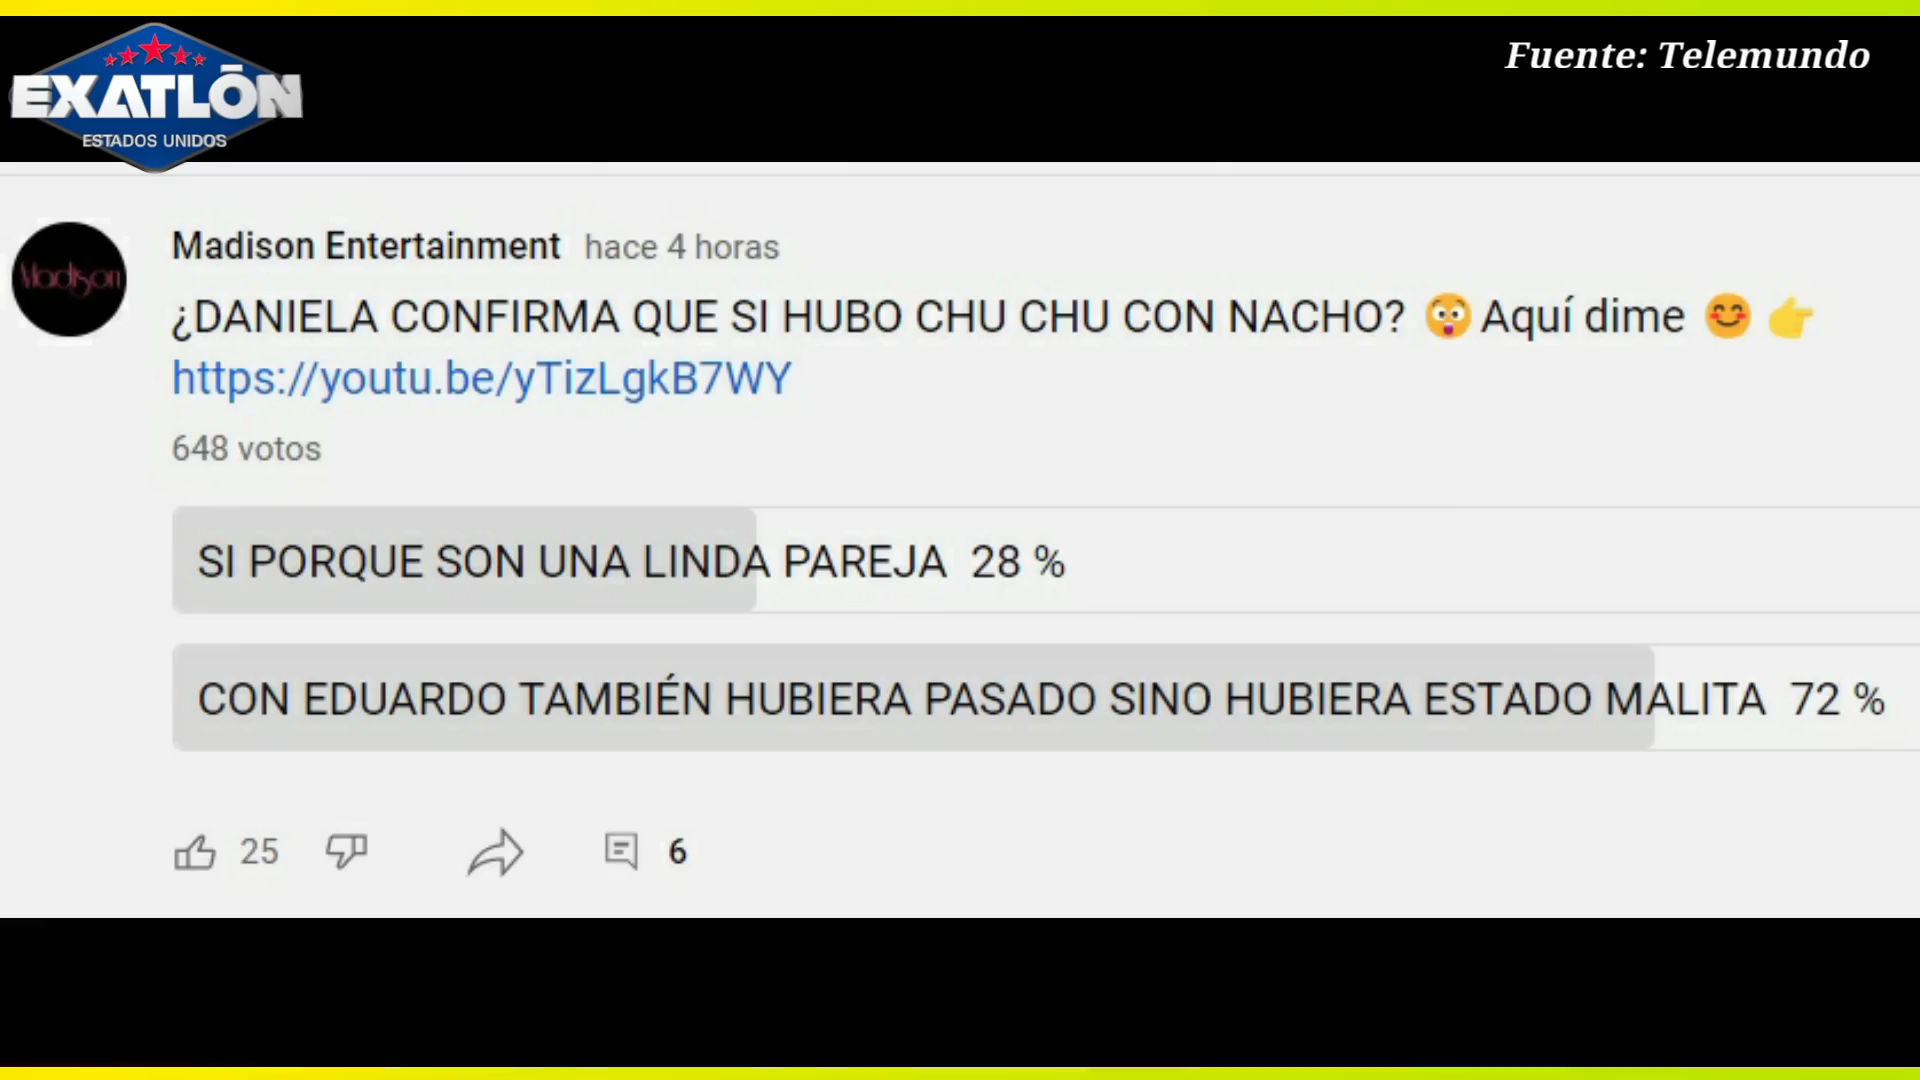 EXATLŌN
ESTADOS UNIDOS
Fuente: Telemundo
Madison
Madison Entertainment hace 4 horas
¿DANIELA CONFIRMA QUE SI HUBO CHU CHU CON NACHO? 😲 Aquí dime 😊 👉
https://youtu.be/yTizLgkB7WY
648 votos
SI PORQUE SON UNA LINDA PAREJA 28 %
CON EDUARDO TAMBIÉN HUBIERA PASADO SINO HUBIERA ESTADO MALITA 72 %
25 6